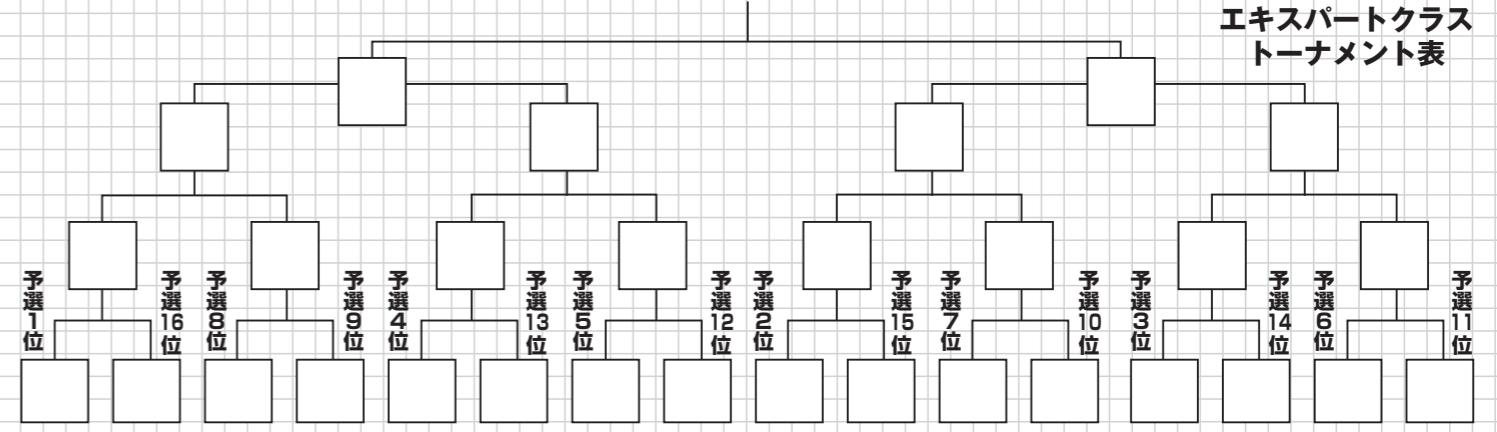 エキスパートクラス
トーナメント表
予選1位
予選16位
予選8位
予選9位
予選4位
予選13位
予選5位
予選12位
予選2位
予選15位
予選7位
予選10位
予選3位
予選14位
予選6位
予選11位